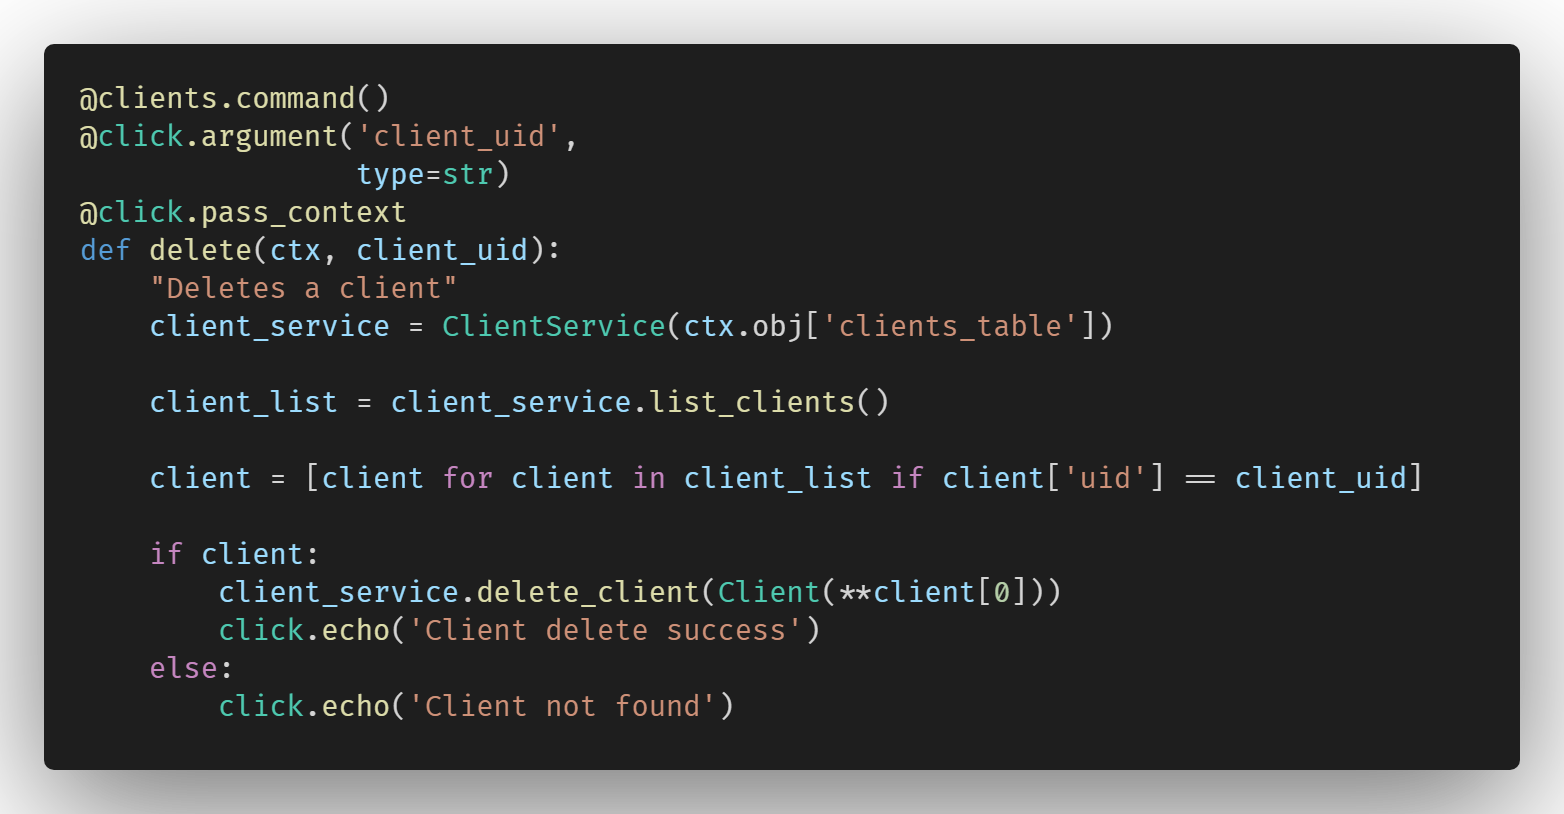 @clients.command()
@click.argument('client_uid',
                type=str)
@click.pass_context
def delete(ctx, client_uid):
    "Deletes a client"
    client_service = ClientService(ctx.obj['clients_table'])

    client_list = client_service.list_clients()

    client = [client for client in client_list if client['uid'] == client_uid]

    if client:
        client_service.delete_client(Client(**client[0]))
        click.echo('Client delete success')
    else:
        click.echo('Client not found')